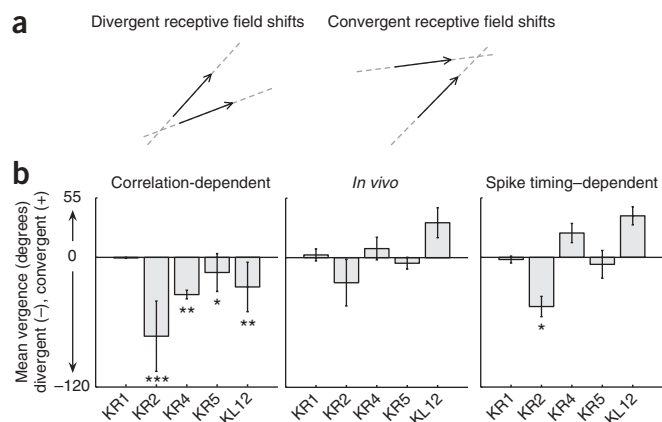 a
Divergent receptive field shifts
Convergent receptive field shifts
b
Mean vergence (degrees)
divergent (–), convergent (+)
55
0
–120
Correlation-dependent
***
**
*
**
KR1
KR2
KR4
KR5
KL12
In vivo
KR1
KR2
KR4
KR5
KL12
Spike timing–dependent
*
KR1
KR2
KR4
KR5
KL12